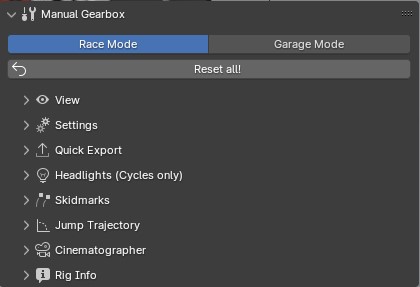 Manual Gearbox
Race Mode Garage Mode
Reset all!
View
Settings
Quick Export
Headlights (Cycles only)
Skidmarks
Jump Trajectory
Cinematographer
Rig Info